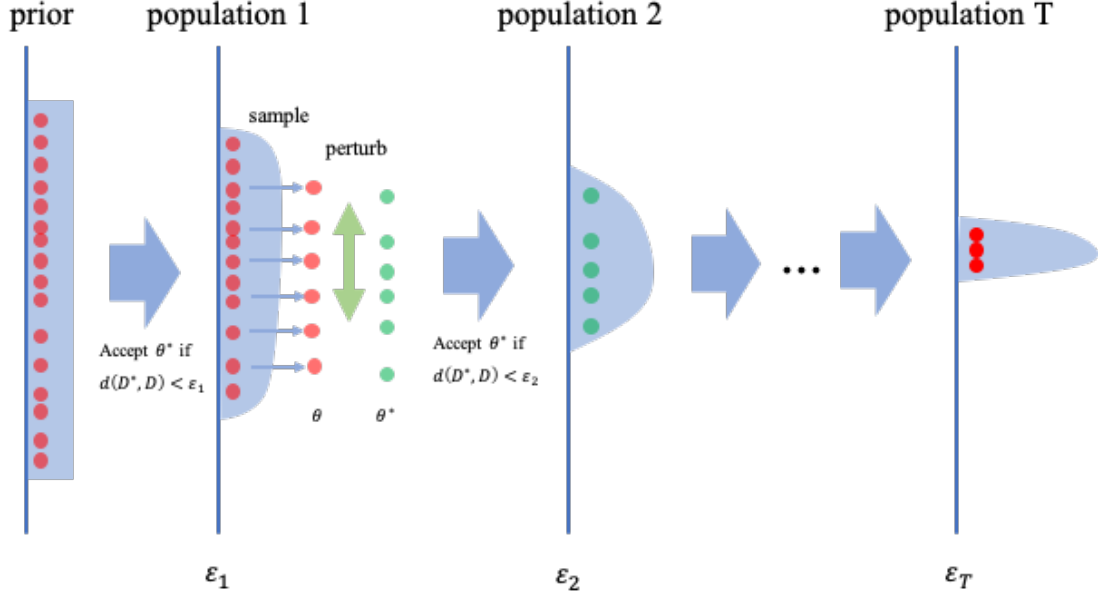 prior
population 1
population 2
population T
sample
perturb
Accept θ* if
d(D*, D) < ε₁
Accept θ* if
d(D*, D) < ε₂
θ
θ*
...
ε₁
ε₂
ε_T